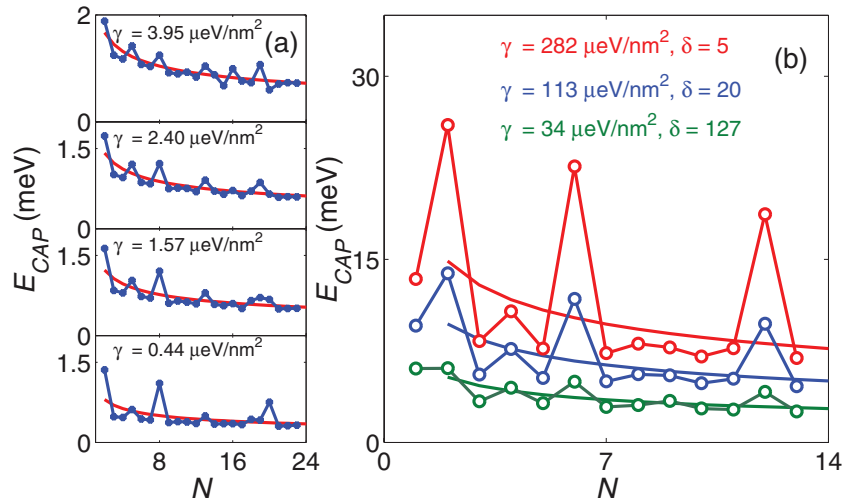 2
γ = 3.95 μeV/nm²
(a)
1
0
γ = 2.40 μeV/nm²
1.5
0
γ = 1.57 μeV/nm²
1.5
0
γ = 0.44 μeV/nm²
1.5
0
8
16
24
N
E_CAP (meV)
(b)
γ = 282 μeV/nm², δ = 5
γ = 113 μeV/nm², δ = 20
γ = 34 μeV/nm², δ = 127
30
15
0
0
7
14
N
E_CAP (meV)